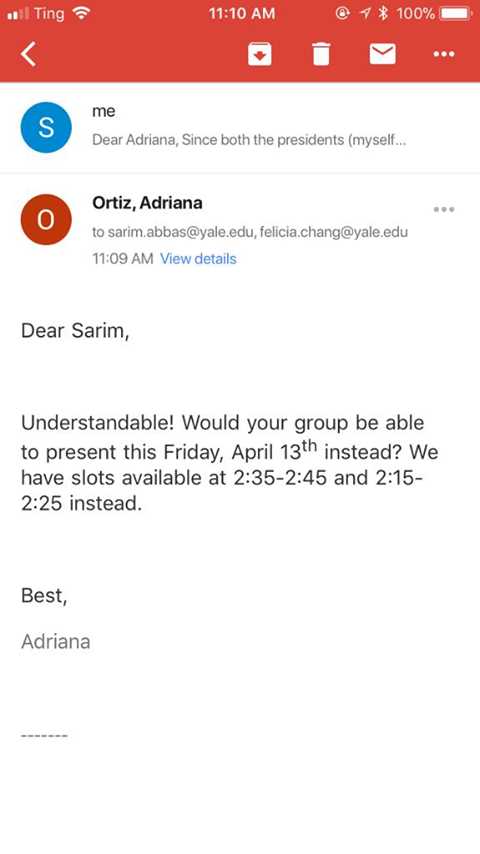 Ting 11:10 AM 100%
S
me
Dear Adriana, Since both the presidents (myself...
O
Ortiz, Adriana
to sarim.abbas@yale.edu, felicia.chang@yale.edu
11:09 AM View details
Dear Sarim,
Understandable! Would your group be able
to present this Friday, April 13th instead? We
have slots available at 2:35-2:45 and 2:15-
2:25 instead.
Best,
Adriana
-------